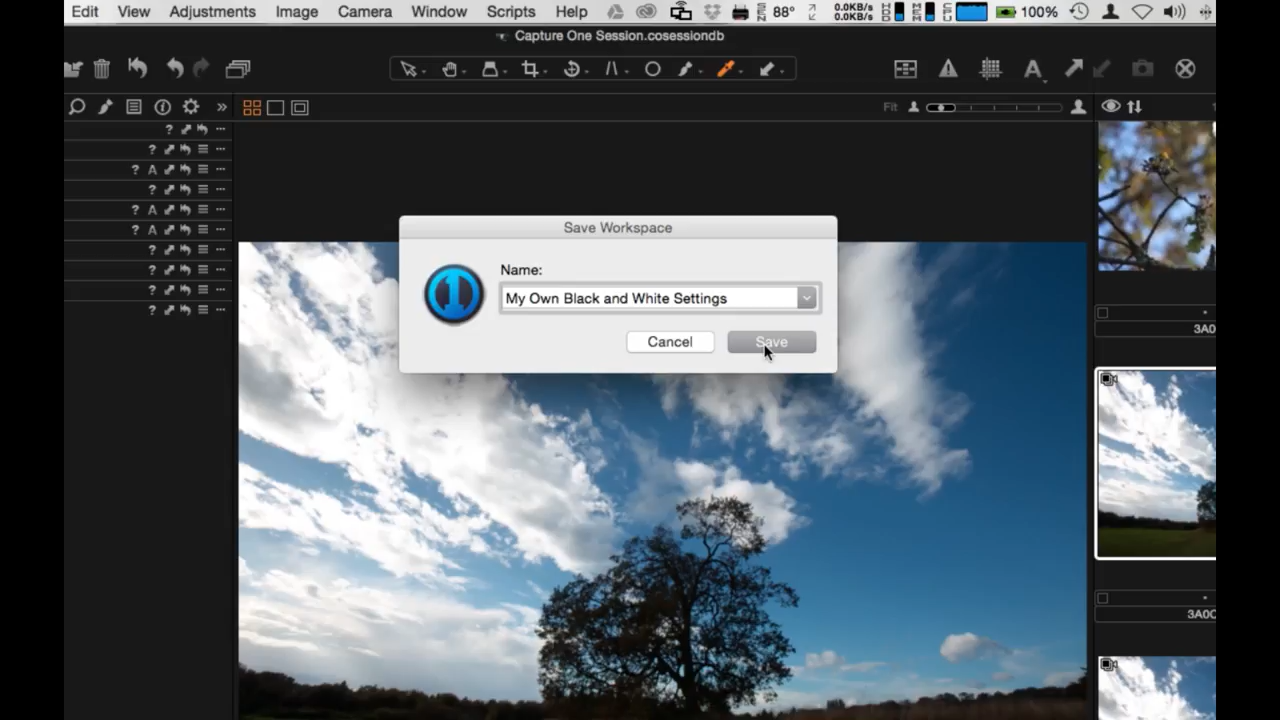 Edit View Adjustments Image Camera Window Scripts Help 88° 0.0KB/s 0.0KB/s 100%
Capture One Session.cosessiondb
Fit
Save Workspace
Name:
My Own Black and White Settings
Cancel Save
3A0
3A0C